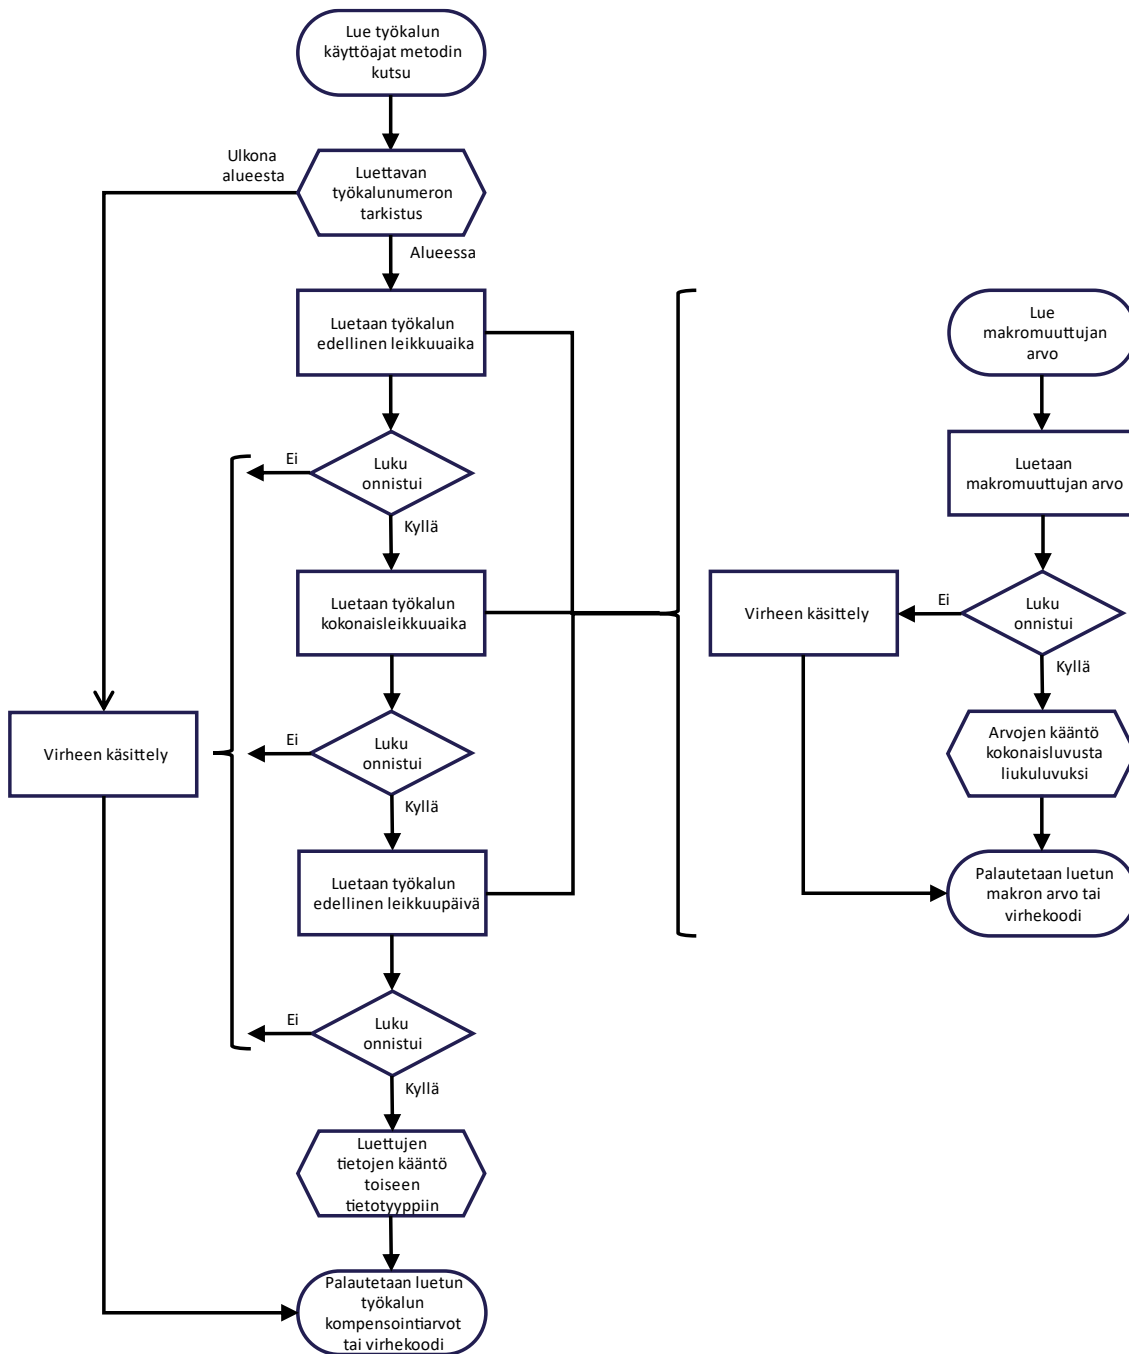 Lue työkalun
käyttöajat metodin
kutsu
Ulkona
alueesta
Luettavan
työkalunumeron
tarkistus
Alueessa
Luetaan työkalun
edellinen leikkuuaika
Ei
Luku
onnistui
Kyllä
Luetaan työkalun
kokonaisleikkuuaika
Virheen käsittely
Ei
Luku
onnistui
Kyllä
Luetaan työkalun
edellinen leikkuupäivä
Ei
Luku
onnistui
Kyllä
Luettujen
tietojen kääntö
toiseen
tietotyyppiin
Palautetaan luetun
työkalun
kompensointiarvot
tai virhekoodi
Lue
makromuuttujan
arvo
Luetaan
makromuuttujan arvo
Virheen käsittely
Ei
Luku
onnistui
Kyllä
Arvojen kääntö
kokonaisluvusta
liukuluvuksi
Palautetaan luetun
makron arvo tai
virhekoodi